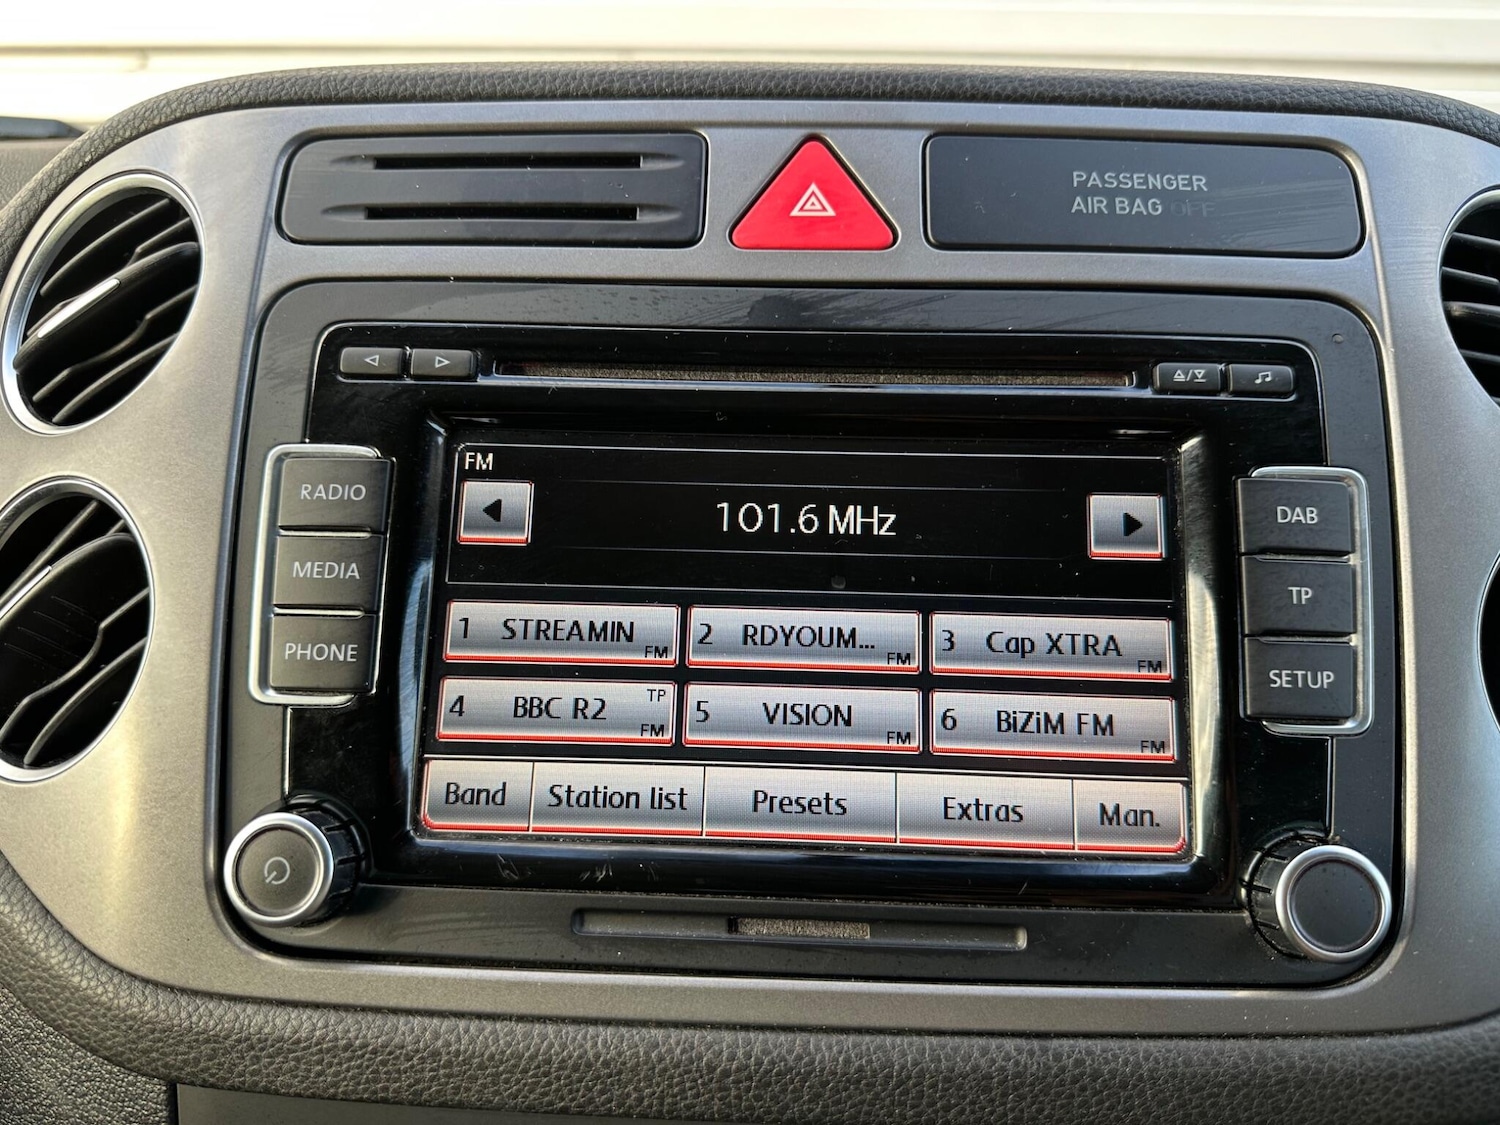 PASSENGER
AIR BAG OFF
RADIO
MEDIA
PHONE
FM
101.6 MHz
1 STREAMIN FM
2 RDYOUM... FM
3 Cap XTRA FM
4 BBC R2 TP FM
5 VISION FM
6 BiZiM FM FM
Band Station list Presets Extras Man.
DAB
TP
SETUP